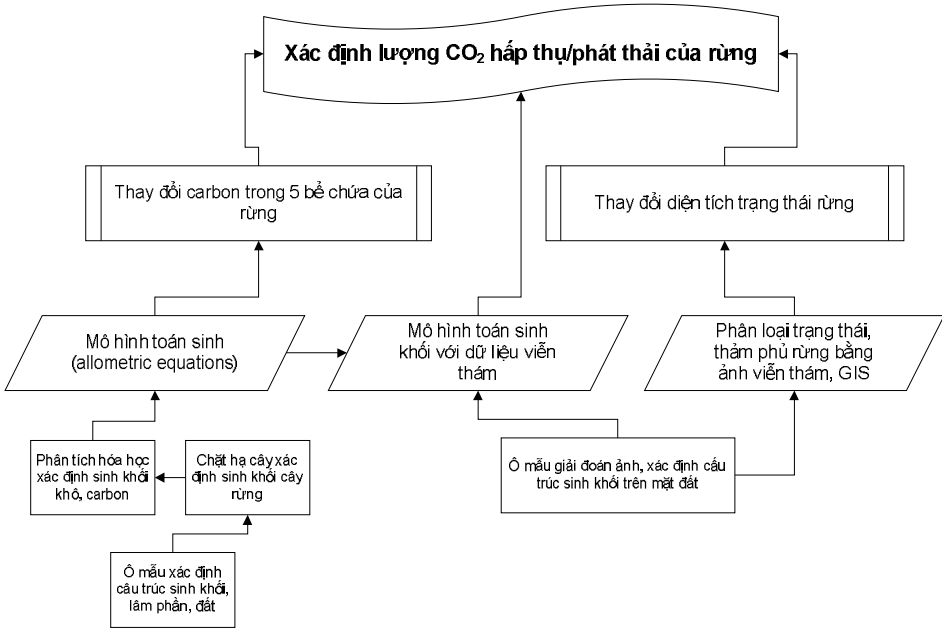 Xác định lượng CO₂ hấp thụ/phát thải của rừng
Thay đổi carbon trong 5 bể chứa của
rừng
Thay đổi diện tích trạng thái rừng
Mô hình toán sinh
(allometric equations)
Mô hình toán sinh
khối với dữ liệu viễn
thám
Phân loại trạng thái,
thảm phủ rừng bằng
ảnh viễn thám, GIS
Phân tích hóa học
xác định sinh khối
khô, carbon
Chặt hạ cây xác
định sinh khối cây
rừng
Ô mẫu giải đoán ảnh, xác định cấu
trúc sinh khối trên mặt đất
Ô mẫu xác định
câu trúc sinh khối,
lâm phần, đất